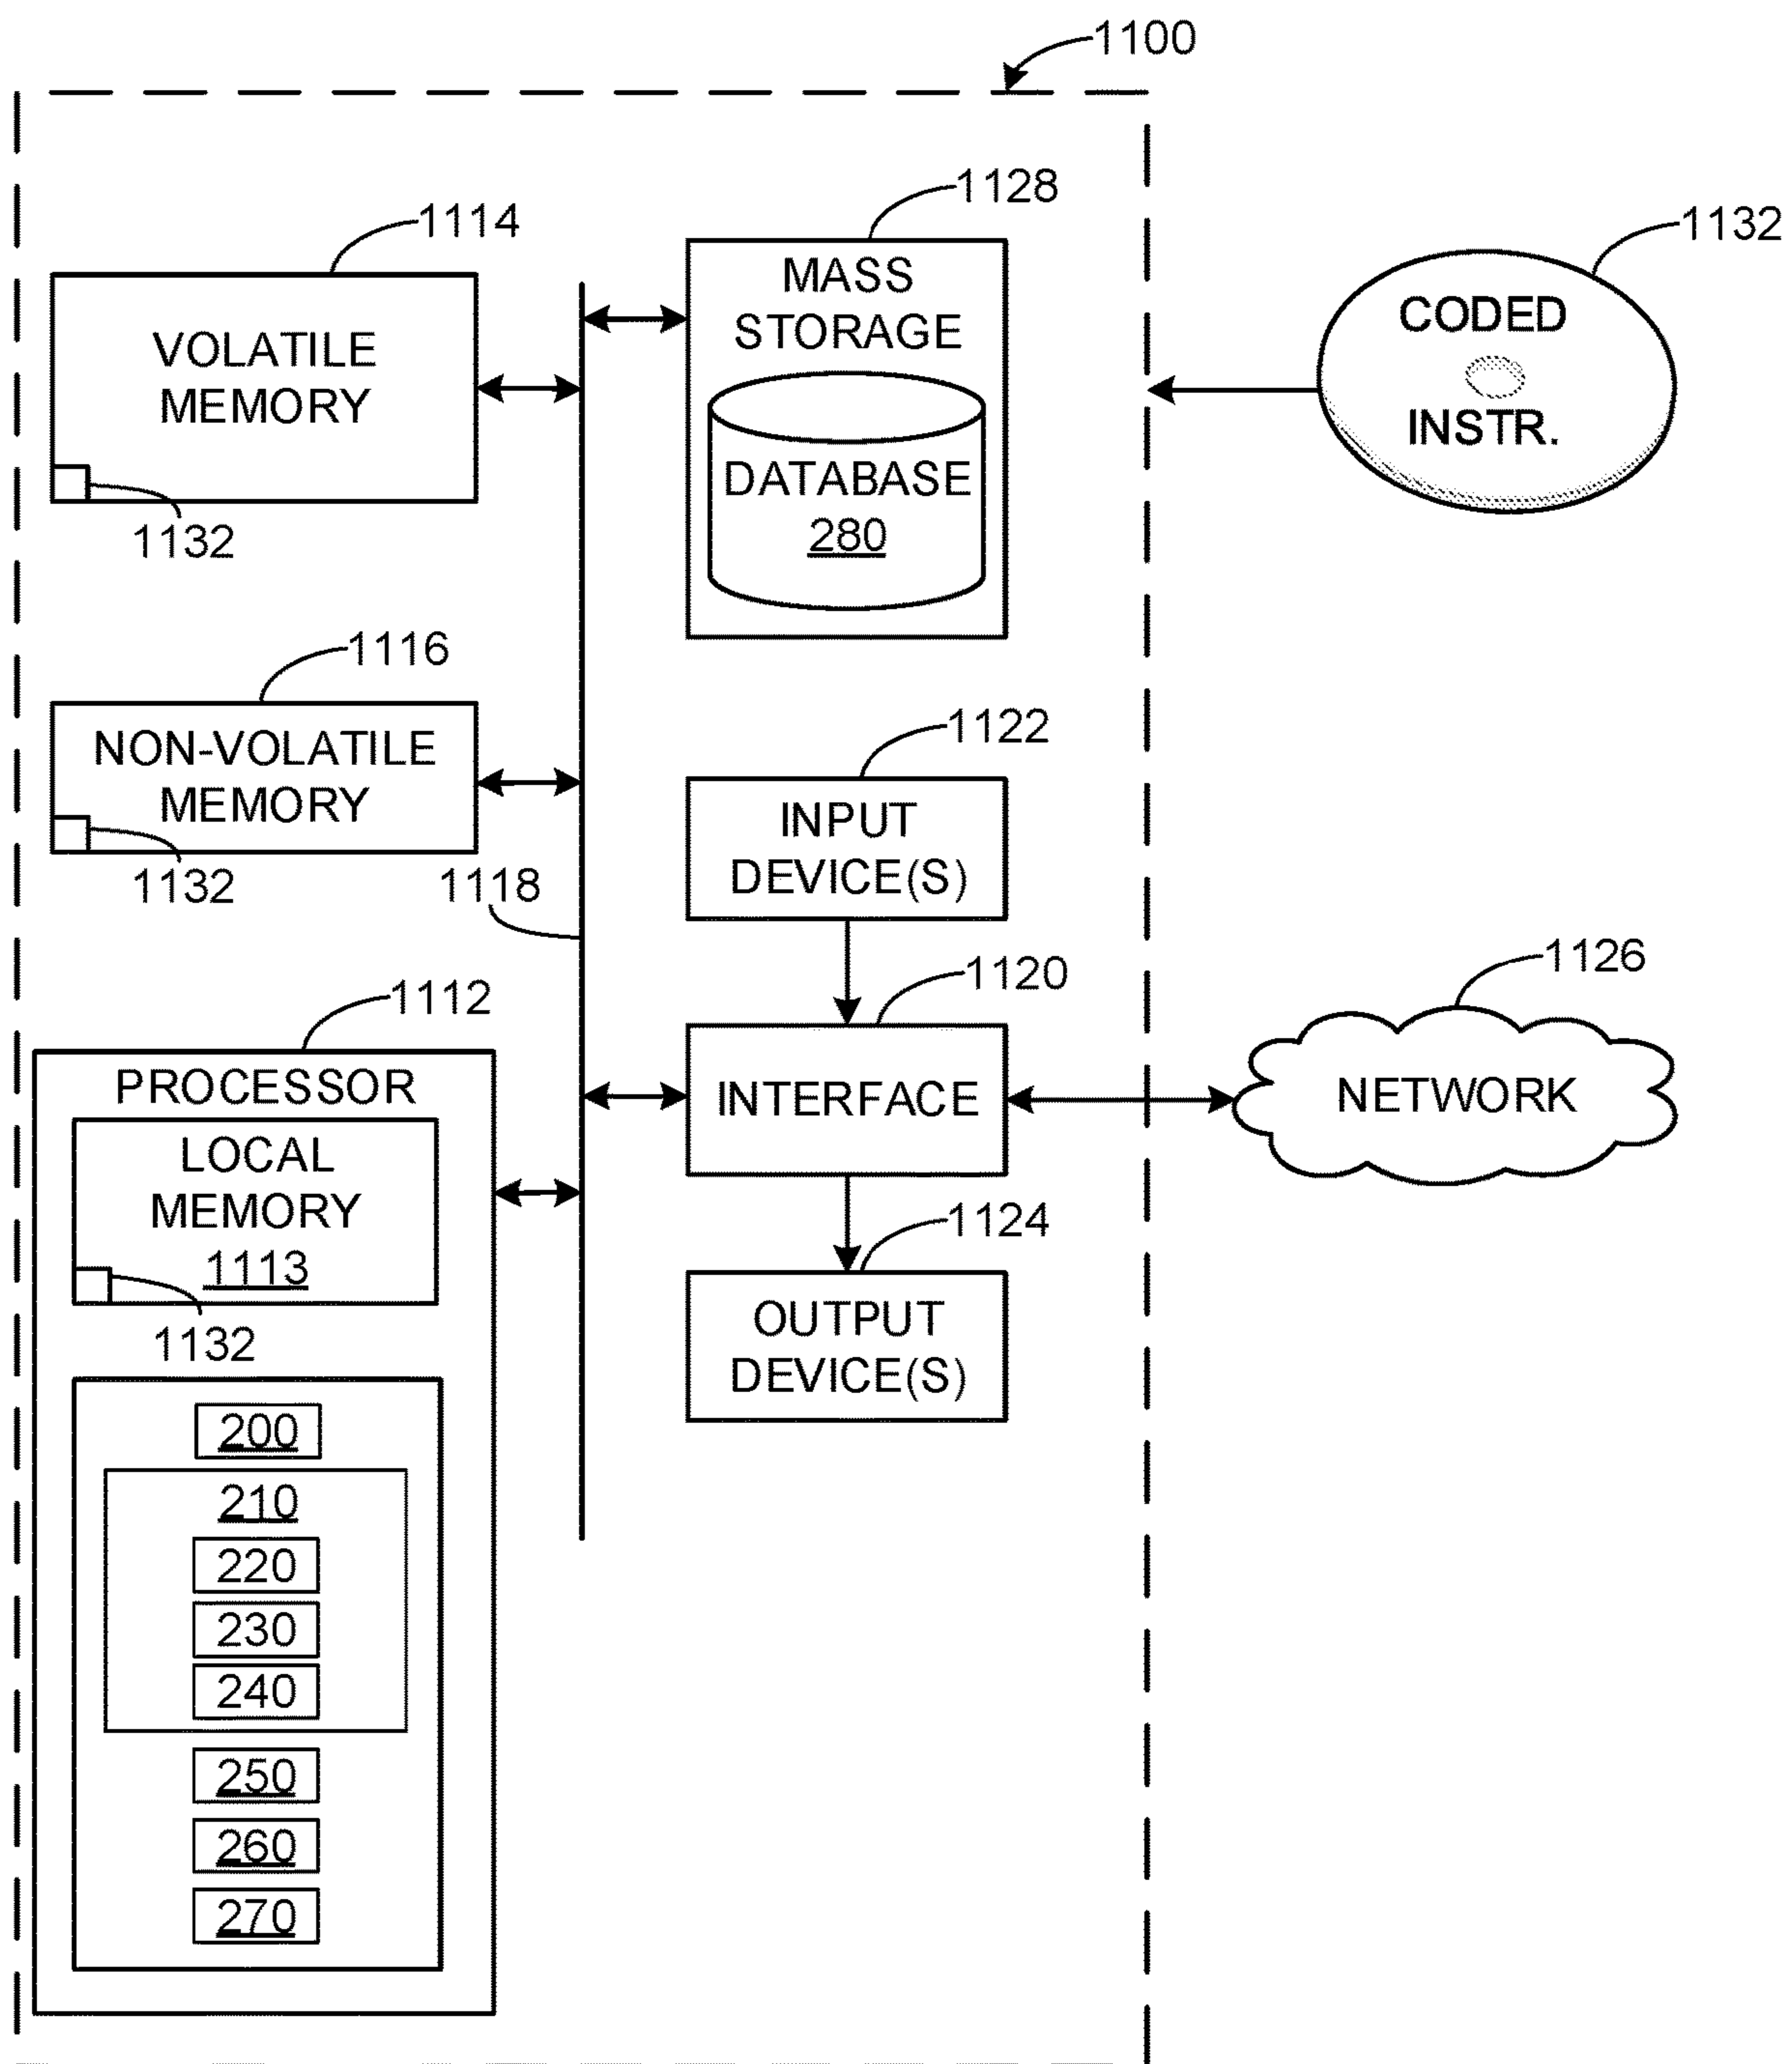 1100
1128
1114
1132
MASS
STORAGE
CODED
INSTR.
VOLATILE
MEMORY
DATABASE
280
1132
1116
1122
NON-VOLATILE
MEMORY
INPUT
DEVICE(S)
1132
1118
1120
1126
1112
PROCESSOR
INTERFACE
NETWORK
LOCAL
MEMORY
1113
1124
1132
OUTPUT
DEVICE(S)
200
210
220
230
240
250
260
270